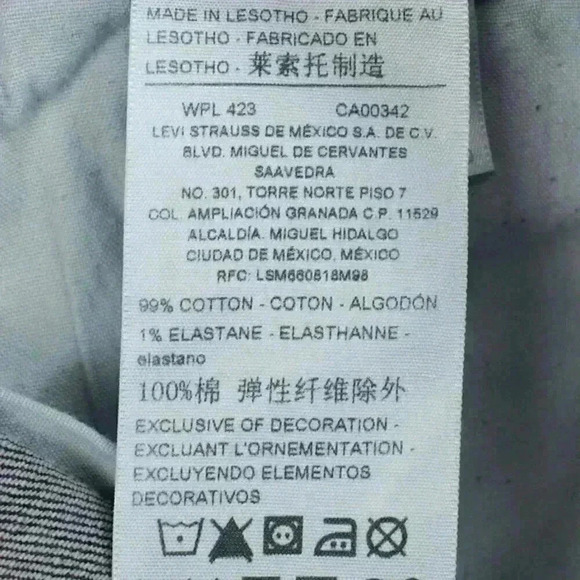 MADE IN LESOTHO - FABRIQUE AU
LESOTHO - FABRICADO EN
LESOTHO - 莱索托制造
WPL 423 CA00342
LEVI STRAUSS DE MÉXICO S.A. DE C.V.
BLVD. MIGUEL DE CERVANTES
SAAVEDRA
NO. 301, TORRE NORTE PISO 7
COL. AMPLIACIÓN GRANADA C.P. 11529
ALCALDÍA. MIGUEL HIDALGO
CIUDAD DE MÉXICO, MÉXICO
RFC: LSM660818M98
99% COTTON - COTON - ALGODÓN
1% ELASTANE - ELASTHANNE -
elastano
100%棉 弹性纤维除外
EXCLUSIVE OF DECORATION -
EXCLUANT L'ORNEMENTATION -
EXCLUYENDO ELEMENTOS
DECORATIVOS